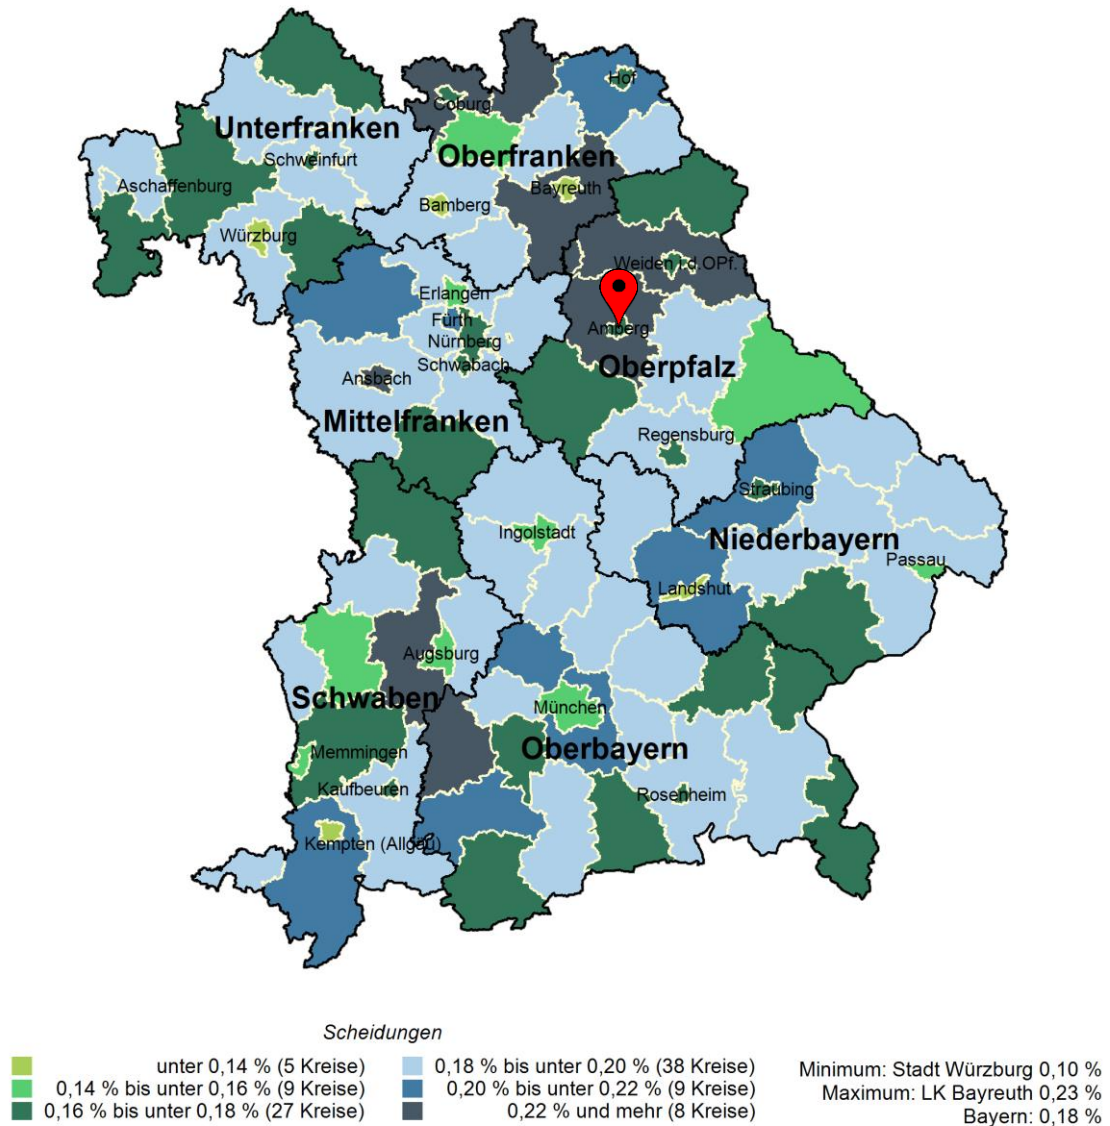 Hof
Coburg
Unterfranken
Oberfranken
Schweinfurt
Aschaffenburg
Bayreuth
Bamberg
Würzburg
Weiden i.d.OPf.
Erlangen
Fürth
Amberg
Nürnberg
Schwabach
Oberpfalz
Ansbach
Mittelfranken
Regensburg
Straubing
Ingolstadt
Niederbayern
Passau
Landshut
Augsburg
Schwaben
München
Oberbayern
Memmingen
Kaufbeuren
Rosenheim
Kempten (Allgäu)
Scheidungen
unter 0,14 % (5 Kreise)
0,14 % bis unter 0,16 % (9 Kreise)
0,16 % bis unter 0,18 % (27 Kreise)
0,18 % bis unter 0,20 % (38 Kreise)
0,20 % bis unter 0,22 % (9 Kreise)
0,22 % und mehr (8 Kreise)
Minimum: Stadt Würzburg 0,10 %
Maximum: LK Bayreuth 0,23 %
Bayern: 0,18 %